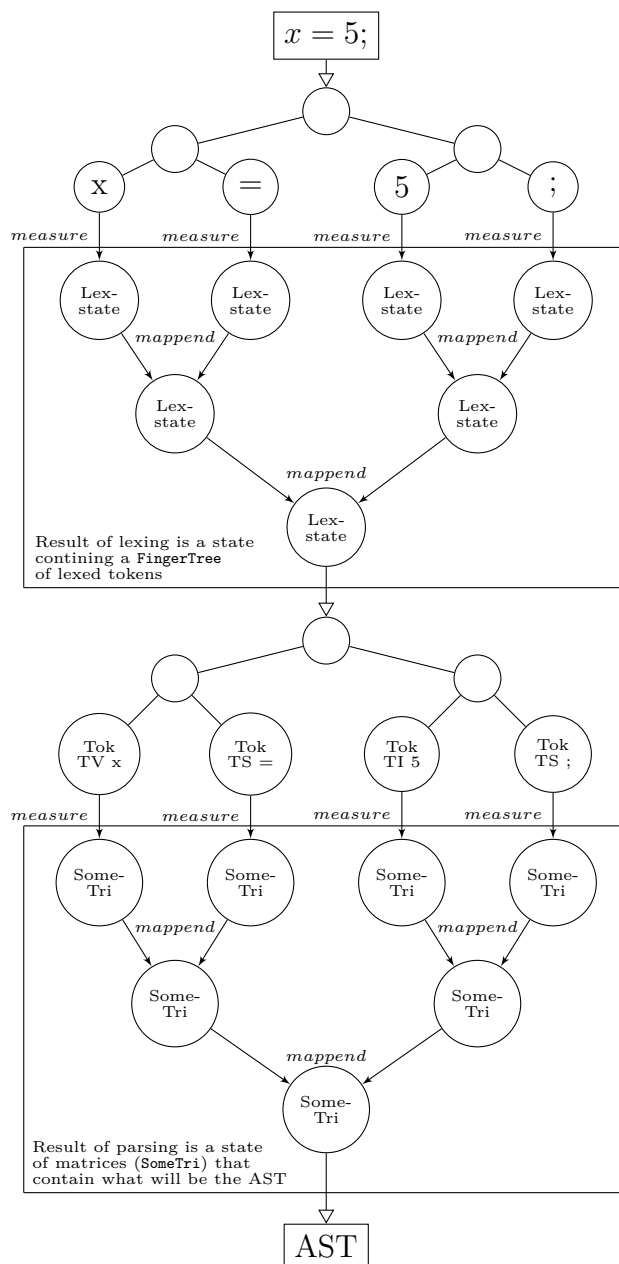 x = 5;
x
=
5
;
measure measure measure measure
Lex-
state
Lex-
state
Lex-
state
Lex-
state
mappend mappend
Lex-
state
Lex-
state
mappend
Lex-
state
Result of lexing is a state
contining a FingerTree
of lexed tokens
Tok
TV x
Tok
TS =
Tok
TI 5
Tok
TS ;
measure measure measure measure
Some-
Tri
Some-
Tri
Some-
Tri
Some-
Tri
mappend mappend
Some-
Tri
Some-
Tri
mappend
Some-
Tri
Result of parsing is a state
of matrices (SomeTri) that
contain what will be the AST
AST